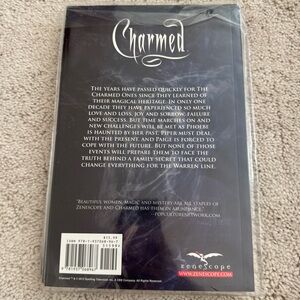 Charmed
The years have passed quickly for The
Charmed Ones since they learned of
their magical heritage. In only one
decade they have experienced so much
love and loss, joy and sorrow, failure
and success. But time marches on and
new challenges will be met as Phoebe
is haunted by her past, Piper must deal
with the present, and Paige is forced to
cope with the future. But none of those
events will prepare them to face the
truth behind a family secret that could
change everything for the Warren line.
"Beautiful women, magic and mystery are all staples of
Zenescope and Charmed has them in abundance."
-PopCultureNetwork.com
$15.99
zenescope
WWW.ZENESCOPE.COM